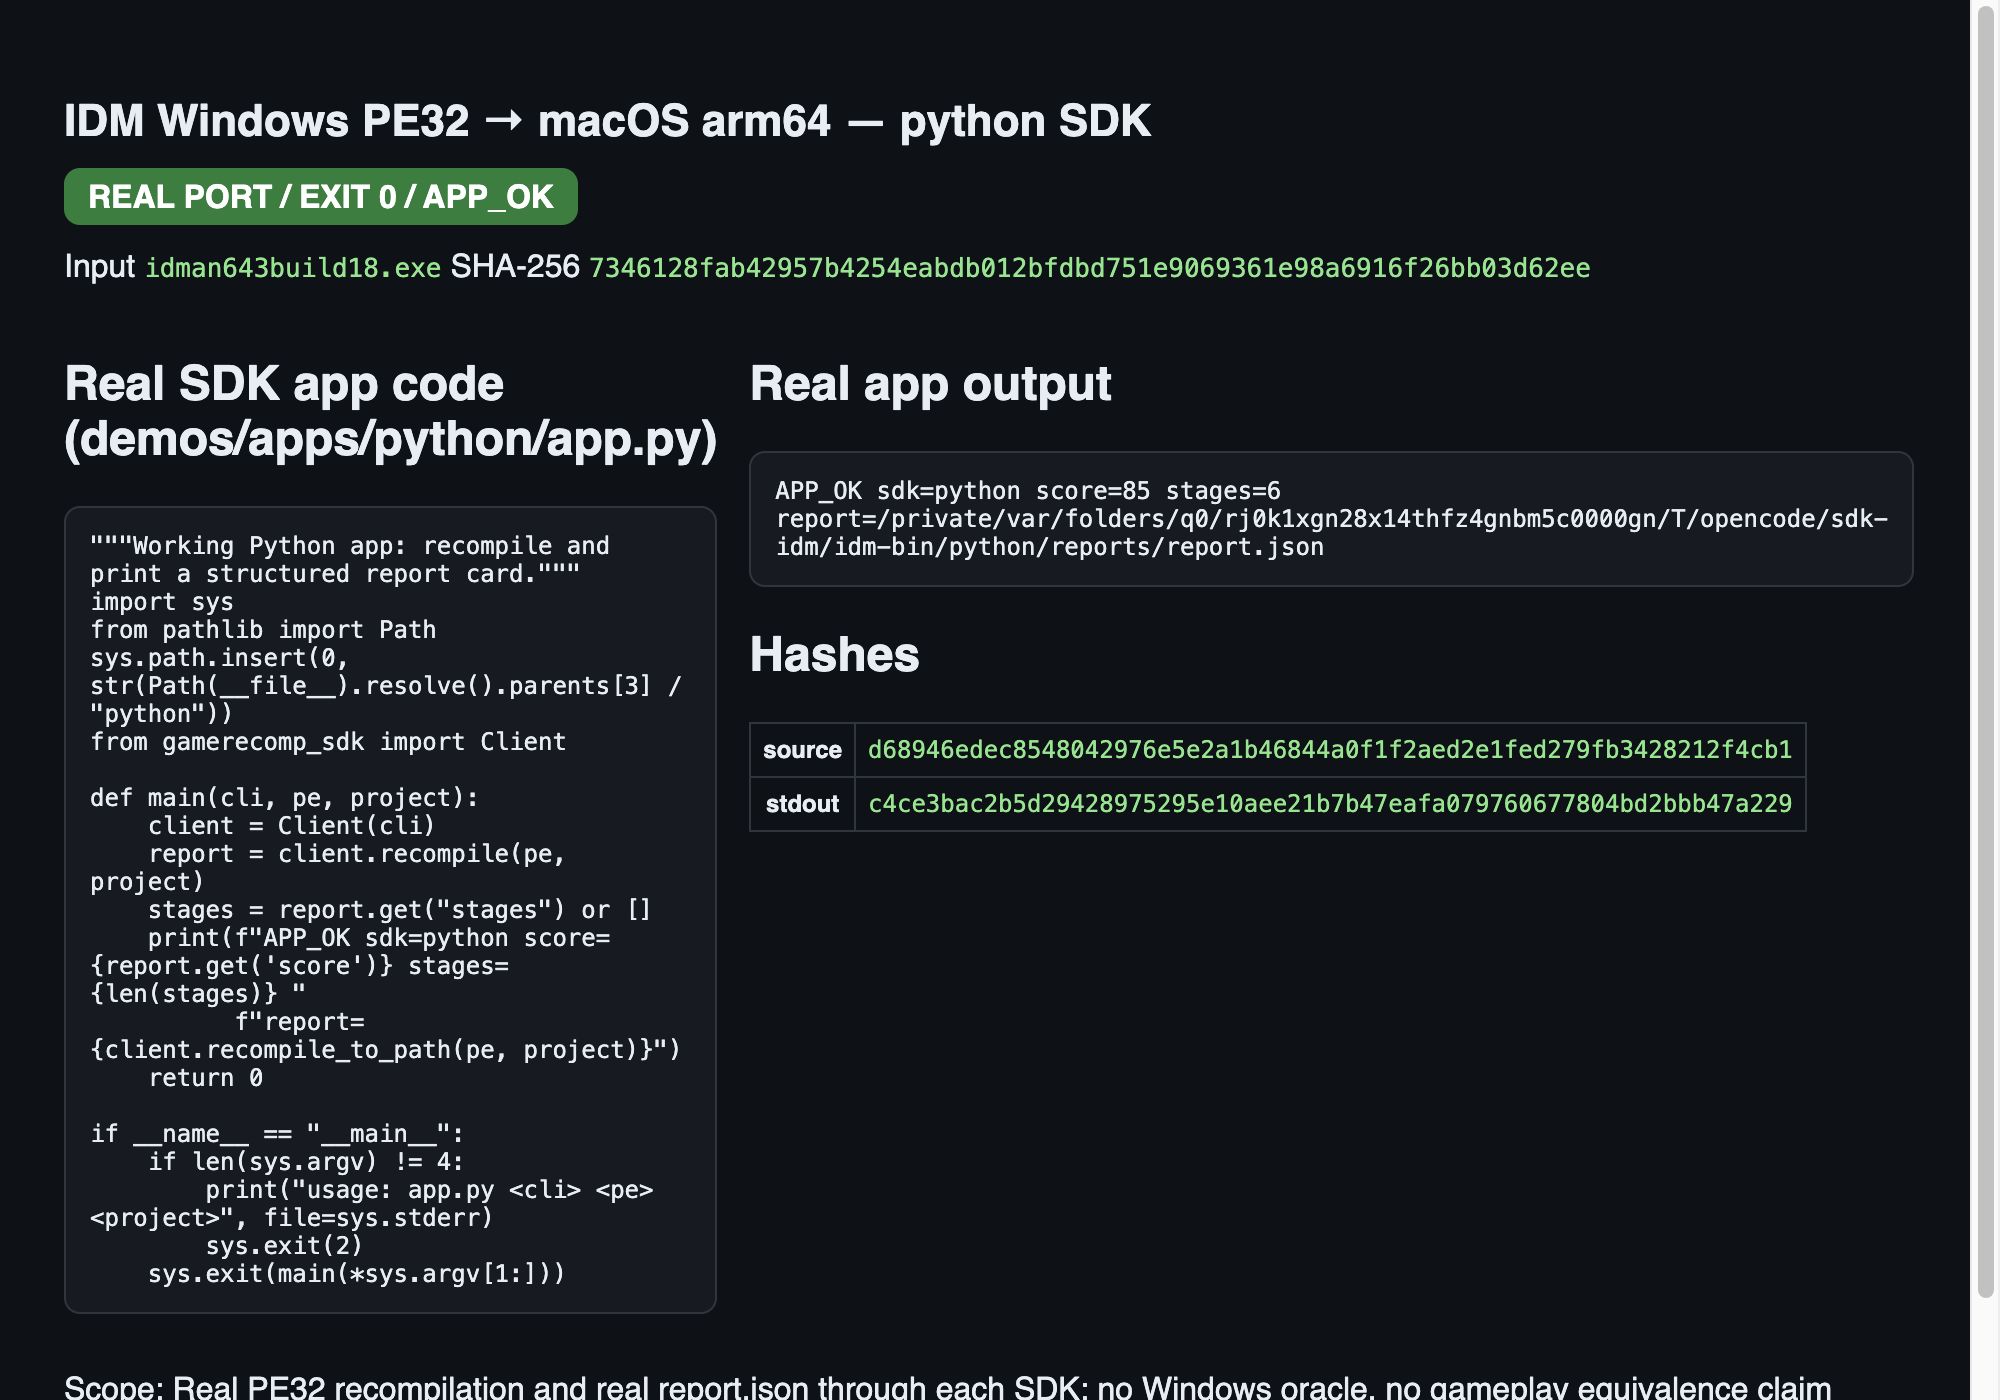 IDM Windows PE32 → macOS arm64 — python SDK
REAL PORT / EXIT 0 / APP_OK
Input idman643build18.exe SHA-256 7346128fab42957b4254eabdb012bfdbd751e9069361e98a6916f26bb03d62ee
Real SDK app code
(demos/apps/python/app.py)
"""Working Python app: recompile and
print a structured report card."""
import sys
from pathlib import Path
sys.path.insert(0,
str(Path(__file__).resolve().parents[3] /
"python"))
from gamerecomp_sdk import Client

def main(cli, pe, project):
    client = Client(cli)
    report = client.recompile(pe,
project)
    stages = report.get("stages") or []
    print(f"APP_OK sdk=python score=
{report.get('score')} stages=
{len(stages)} "
          f"report=
{client.recompile_to_path(pe, project)}")
    return 0

if __name__ == "__main__":
    if len(sys.argv) != 4:
        print("usage: app.py <cli> <pe>
<project>", file=sys.stderr)
        sys.exit(2)
    sys.exit(main(*sys.argv[1:]))
Real app output
APP_OK sdk=python score=85 stages=6
report=/private/var/folders/q0/rj0k1xgn28x14thfz4gnbm5c0000gn/T/opencode/sdk-
idm/idm-bin/python/reports/report.json
Hashes
source d68946edec8548042976e5e2a1b46844a0f1f2aed2e1fed279fb3428212f4cb1
stdout c4ce3bac2b5d29428975295e10aee21b7b47eafa079760677804bd2bbb47a229
Scope: Real PE32 recompilation and real report.json through each SDK; no Windows oracle, no gameplay equivalence claim